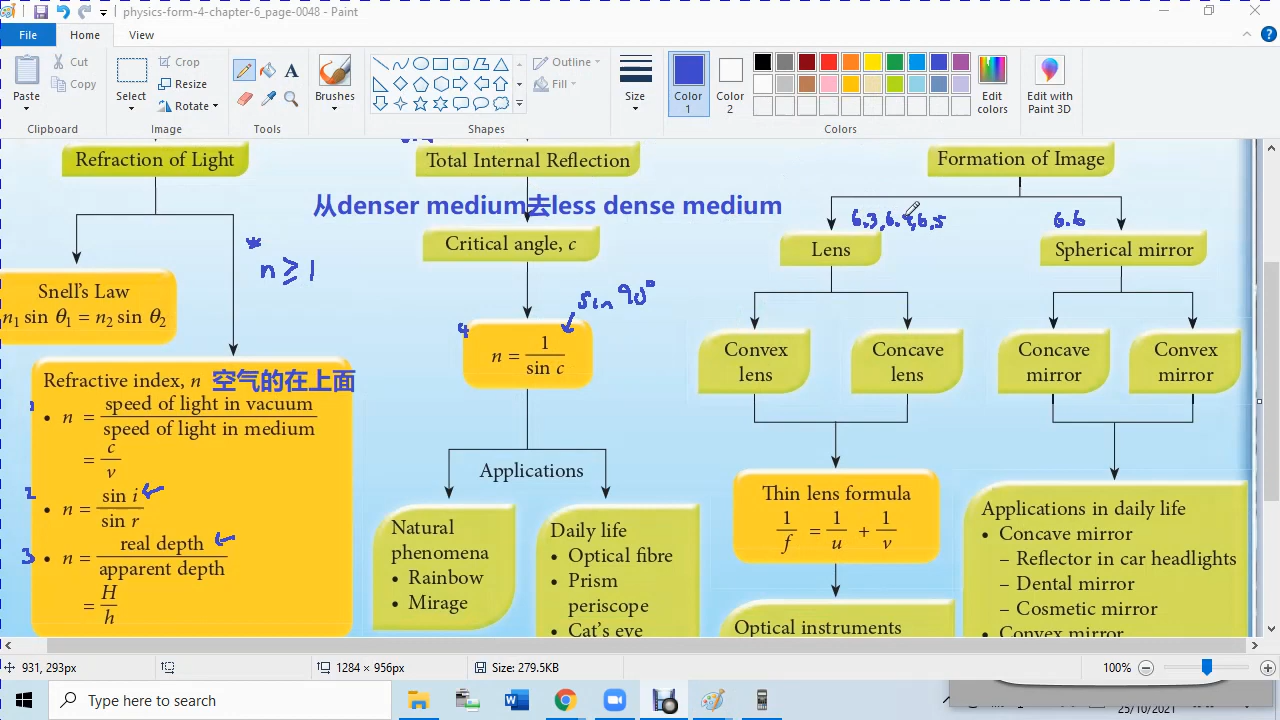 physics-form-4-chapter-6_page-0048 - Paint
File
Home
View
Paste
Cut
Copy
Clipboard
Select
Crop
Resize
Rotate
Image
A
Tools
Brushes
Outline
Fill
Shapes
Size
Color 1
Color 2
Edit colors
Colors
Edit with Paint 3D
Refraction of Light
Total Internal Reflection
Formation of Image
从denser medium去less dense medium
6.3,6.4,6.5
6.6
* n ≥ 1
Critical angle, c
Lens
Spherical mirror
Snell's Law
n₁ sin θ₁ = n₂ sin θ₂
sin 90°
4
n = 1 / sin c
Convex lens
Concave lens
Concave mirror
Convex mirror
Refractive index, n 空气的在上面
1 • n = speed of light in vacuum / speed of light in medium
= c / v
2 • n = sin i / sin r
3 • n = real depth / apparent depth
= H / h
Applications
Natural phenomena
• Rainbow
• Mirage
Daily life
• Optical fibre
• Prism periscope
• Cat's eye
Thin lens formula
1/f = 1/u + 1/v
Optical instruments
Applications in daily life
• Concave mirror
– Reflector in car headlights
– Dental mirror
– Cosmetic mirror
• Convex mirror
931, 293px
1284 × 956px
Size: 279.5KB
100%
Type here to search
25/10/2021